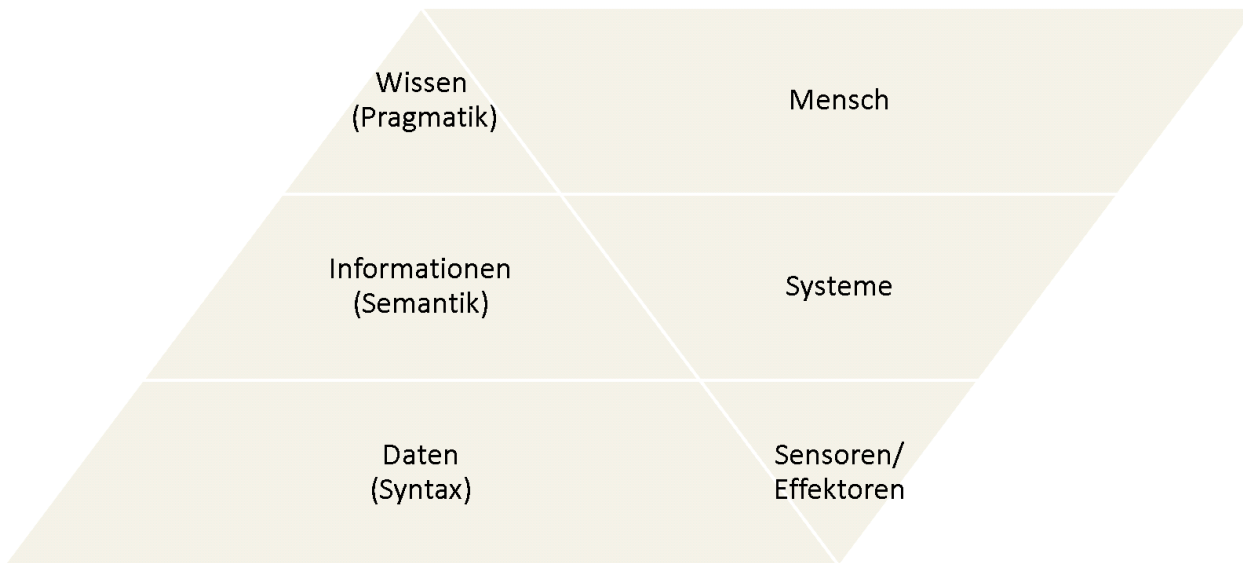 Wissen
(Pragmatik)
Mensch
Informationen
(Semantik)
Systeme
Daten
(Syntax)
Sensoren/
Effektoren